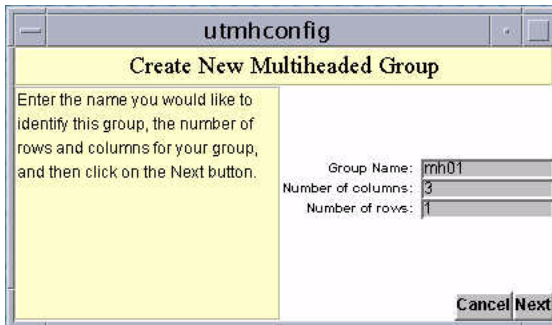 utmhconfig
Create New Multiheaded Group
Enter the name you would like to
identify this group, the number of
rows and columns for your group,
and then click on the Next button.
Group Name: mh01
Number of columns: 3
Number of rows: 1
Cancel Next